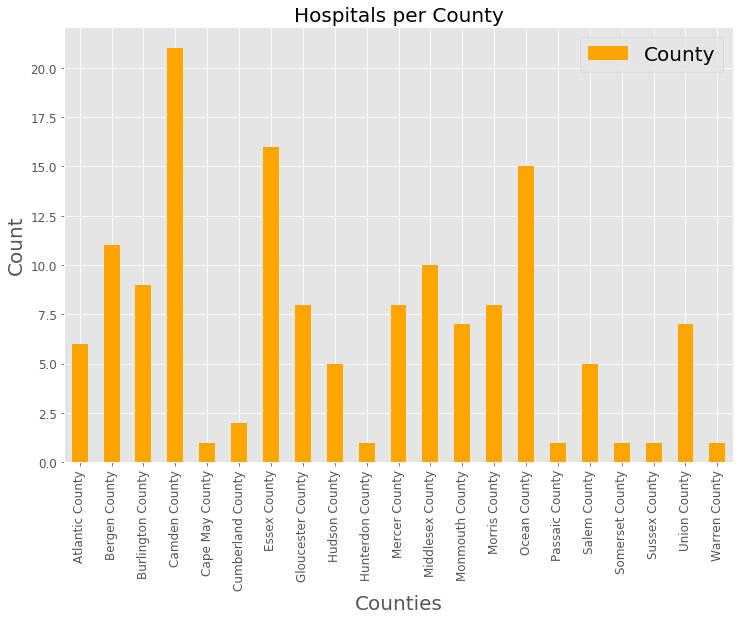 Hospitals per County
County
Count
20.0
17.5
15.0
12.5
10.0
7.5
5.0
2.5
0.0
Atlantic County
Bergen County
Burlington County
Camden County
Cape May County
Cumberland County
Essex County
Gloucester County
Hudson County
Hunterdon County
Mercer County
Middlesex County
Monmouth County
Morris County
Ocean County
Passaic County
Salem County
Somerset County
Sussex County
Union County
Warren County
Counties